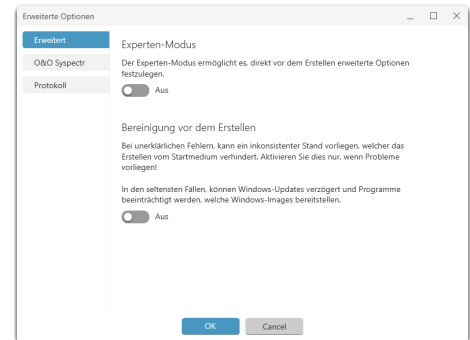 Erweiterte Optionen
Erweitert
O&O Syspectr
Protokoll
Experten-Modus
Der Experten-Modus ermöglicht es, direkt vor dem Erstellen erweiterte Optionen
festzulegen.
Aus
Bereinigung vor dem Erstellen
Bei unerklärlichen Fehlern, kann ein inkonsistenter Stand vorliegen, welcher das
Erstellen vom Startmedium verhindert. Aktivieren Sie dies nur, wenn Probleme
vorliegen!
In den seltensten Fällen, können Windows-Updates verzögert und Programme
beeinträchtigt werden, welche Windows-Images bereitstellen.
Aus
OK
Cancel